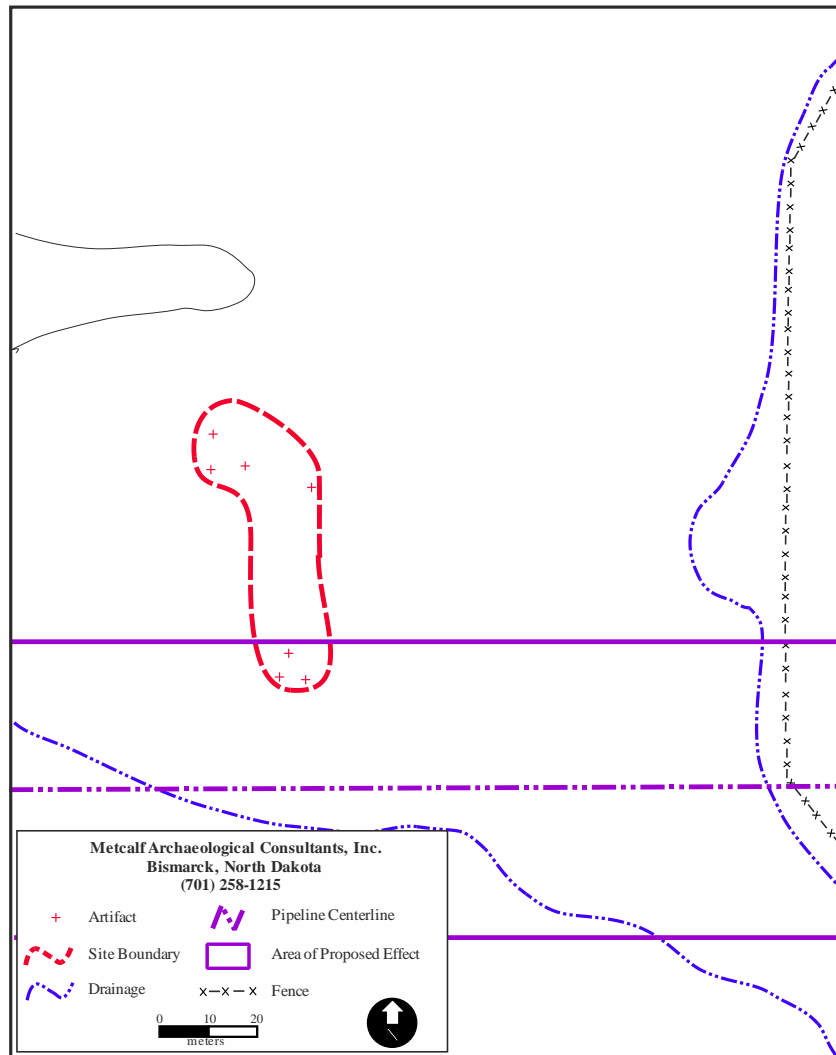 Metcalf Archaeological Consultants, Inc.
Bismarck, North Dakota
(701) 258-1215
Artifact
Pipeline Centerline
Site Boundary
Area of Proposed Effect
Drainage
Fence
0 10 20
meters